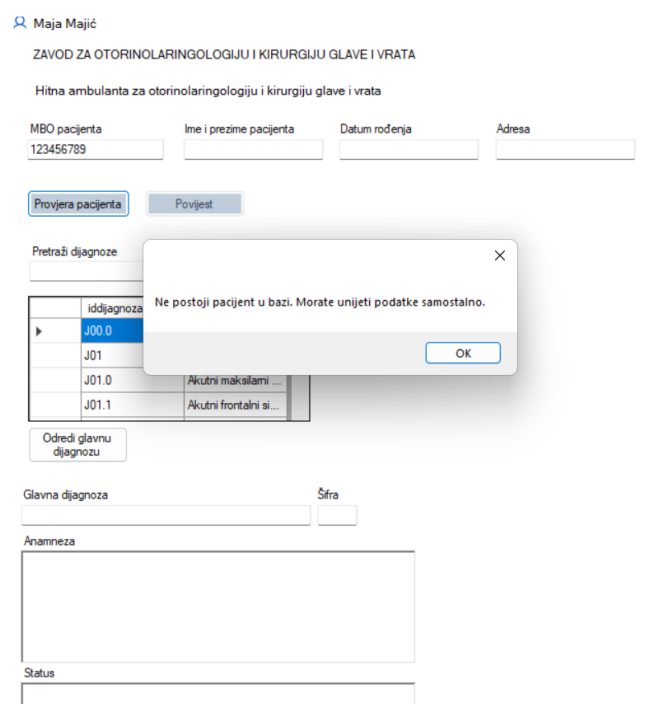 Maja Majić
ZAVOD ZA OTORINOLARINGOLOGIJU I KIRURGIJU GLAVE I VRATA
Hitna ambulanta za otorinolaringologiju i kirurgiju glave i vrata
MBO pacijenta Ime i prezime pacijenta Datum rođenja Adresa
123456789
Provjera pacijenta Povijest
Pretraži dijagnoze
Ne postoji pacijent u bazi. Morate unijeti podatke samostalno.
OK
iddijagnoza
J00.0
J01
J01.0 Akutni maksilarni ...
J01.1 Akutni frontalni si...
Odredi glavnu
dijagnozu
Glavna dijagnoza Šifra
Anamneza
Status